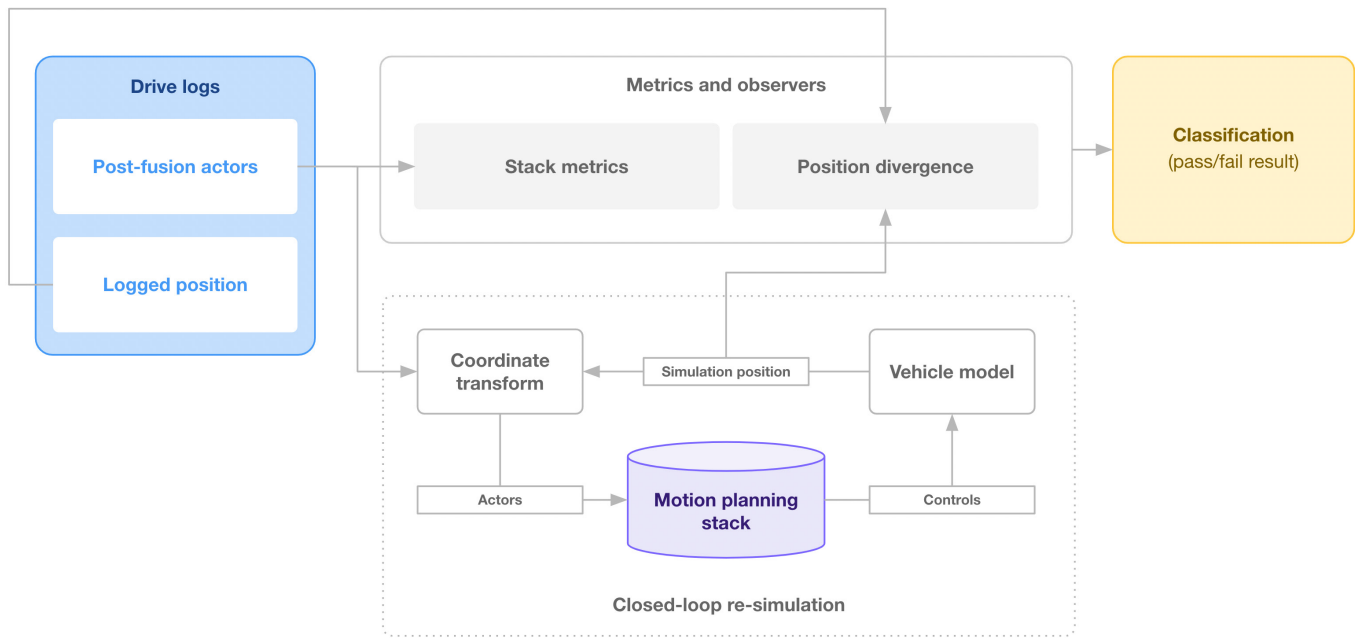 Drive logs
Post-fusion actors
Logged position
Metrics and observers
Stack metrics
Position divergence
Classification
(pass/fail result)
Coordinate
transform
Simulation position
Vehicle model
Actors
Motion planning
stack
Controls
Closed-loop re-simulation